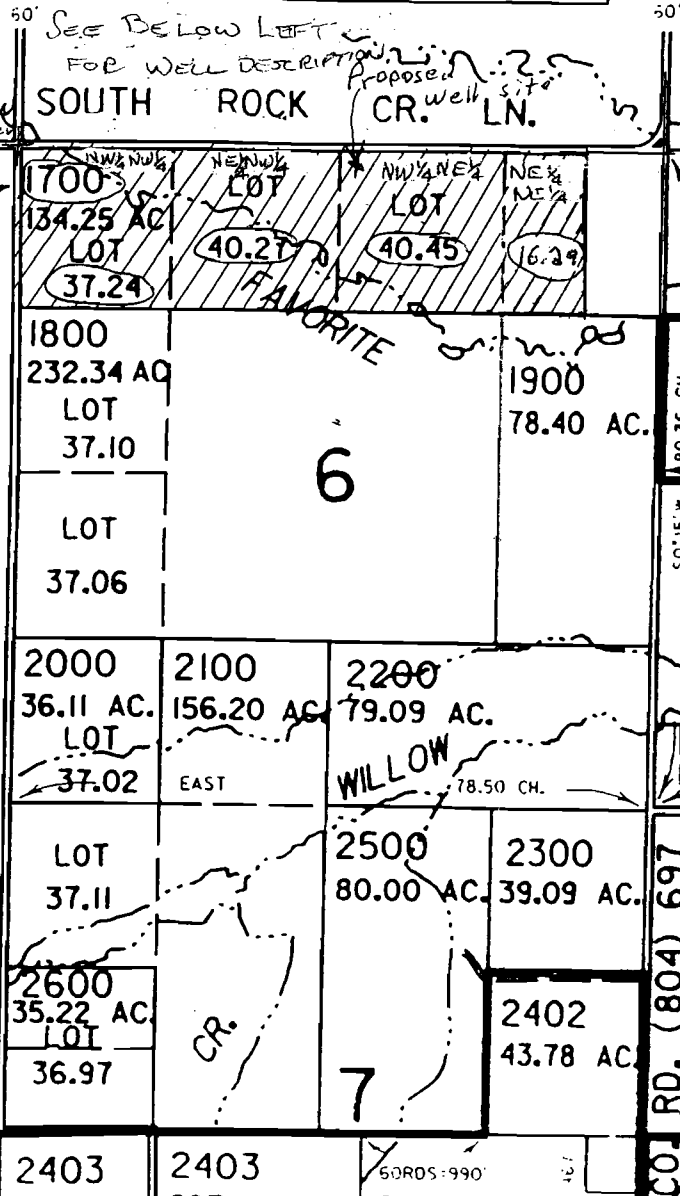 50'
50'
SEE BELOW LEFT
FOR WELL DESCRIPTION
Proposed
well site
SOUTH ROCK CR. LN.
NW¼NW¼ NE¼NW¼ NW¼NE¼ NE¼
NE¼
1700 LOT LOT
134.25 AC 40.27 40.45 16.29
LOT
37.24
FAVORITE
1800
232.34 AC
LOT
37.10
1900
78.40 AC.
6
LOT
37.06
2000 2100 2200
36.11 AC. 156.20 AC. 79.09 AC.
LOT
37.02 EAST WILLOW 78.50 CH.
2500 2300
LOT 80.00 AC. 39.09 AC.
37.11
2600
35.22 AC.
LOT
36.97
CR.
2402
43.78 AC.
7
CO. RD. (804) 697
2403 2403 60RDS=990'